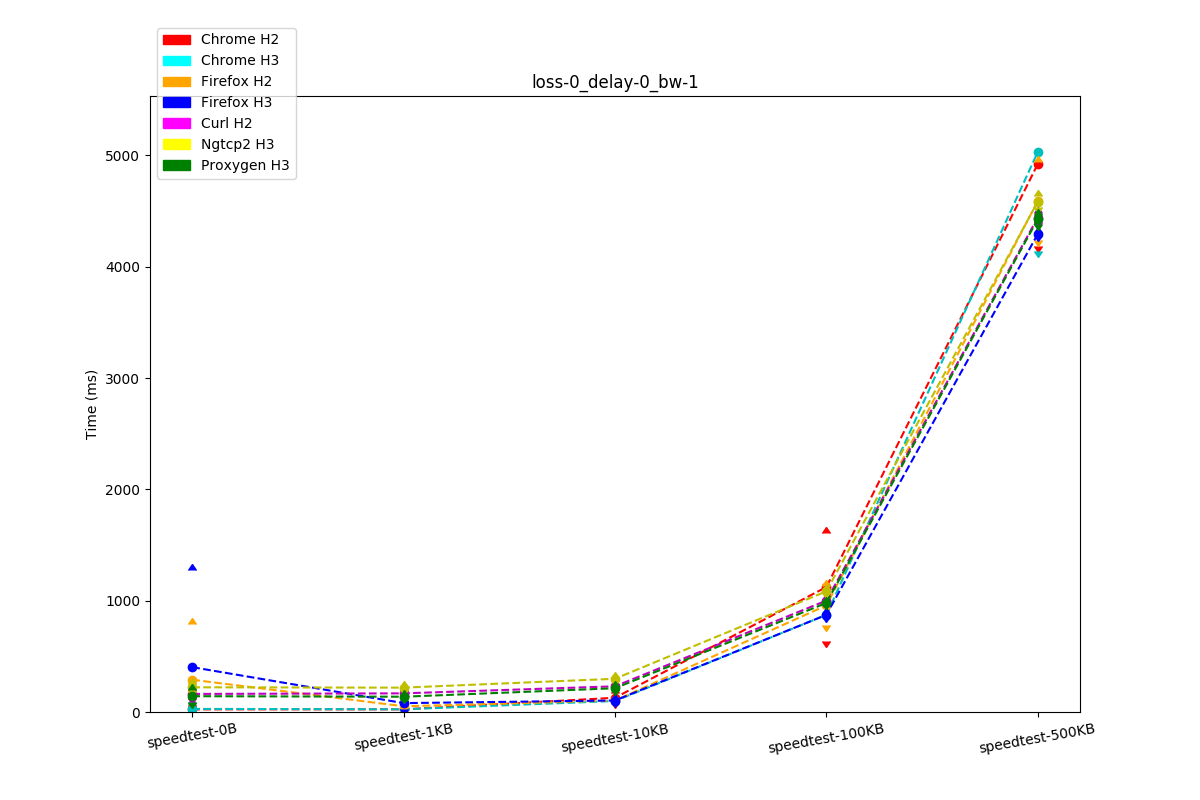 Chrome H2
Chrome H3
Firefox H2
Firefox H3
Curl H2
Ngtcp2 H3
Proxygen H3
loss-0_delay-0_bw-1
Time (ms)
5000
4000
3000
2000
1000
0
speedtest-0B
speedtest-1KB
speedtest-10KB
speedtest-100KB
speedtest-500KB